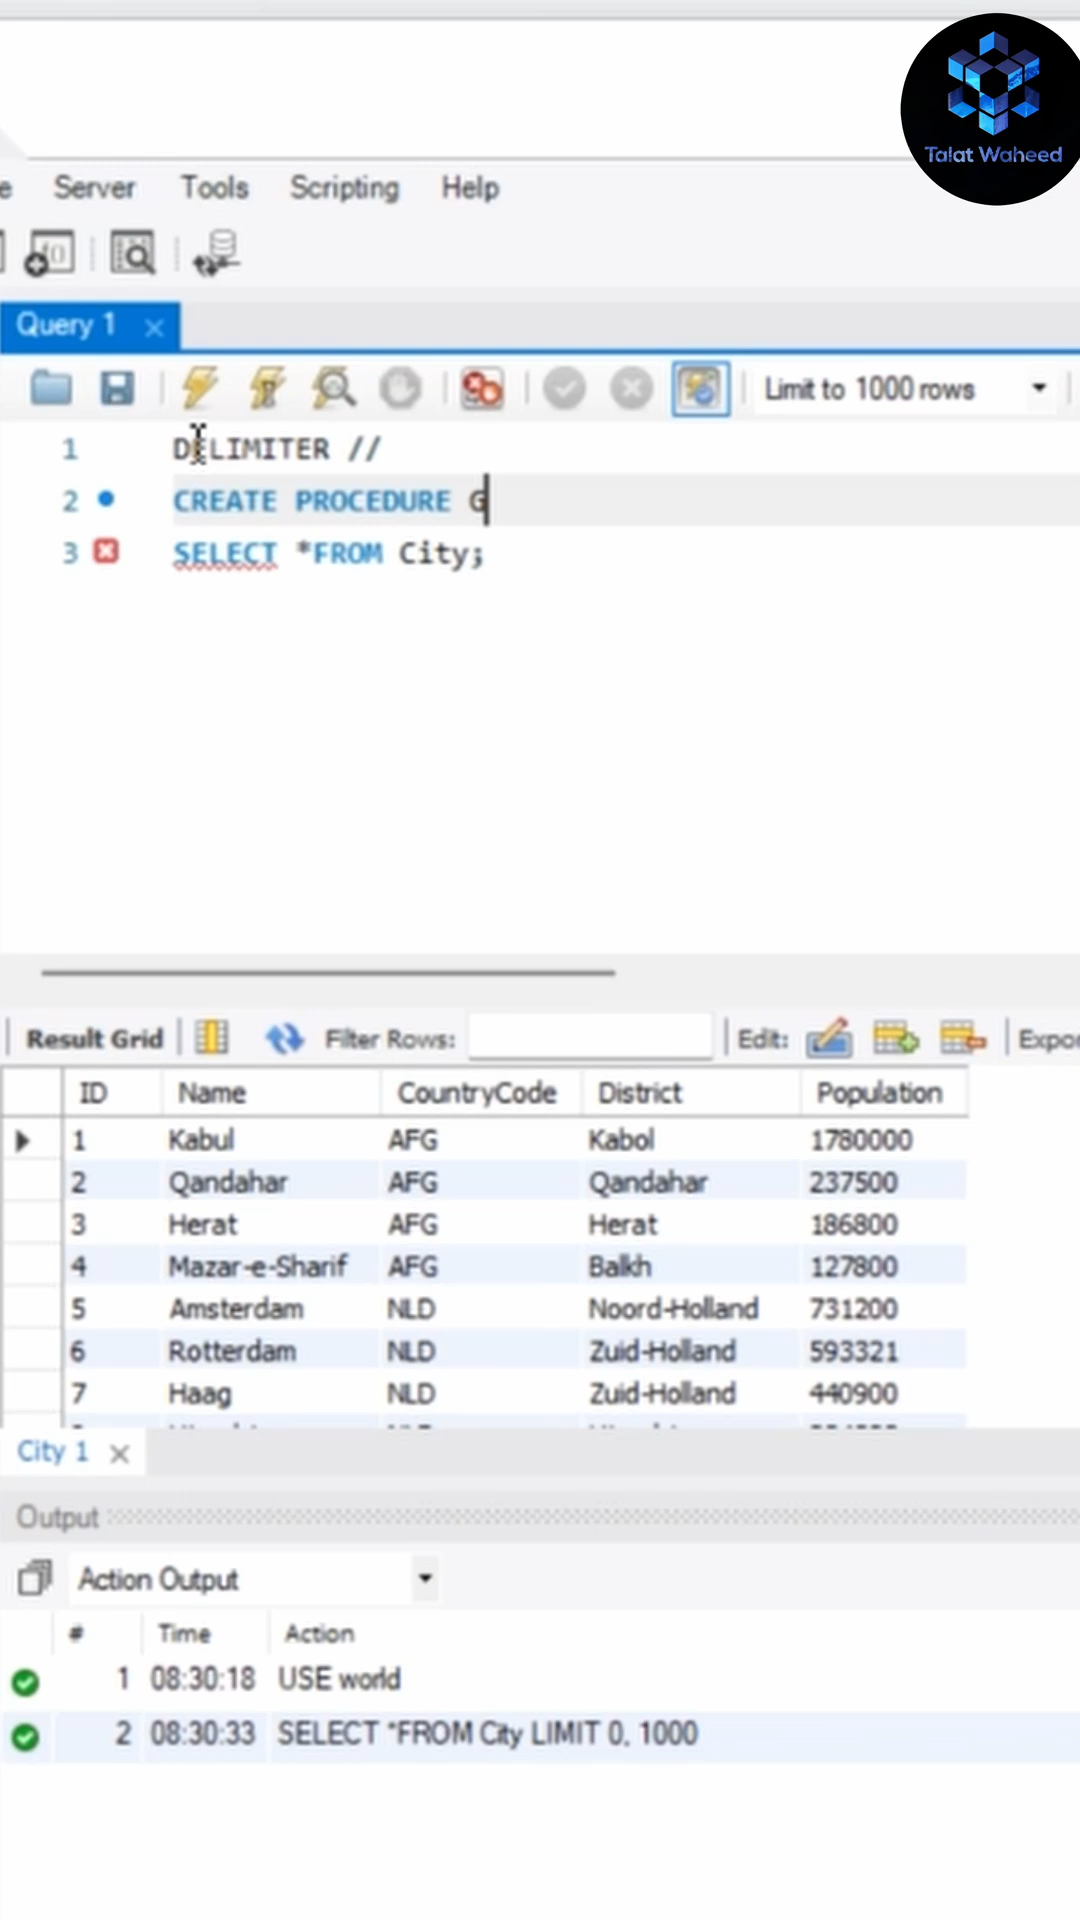 Talat Waheed
e Server Tools Scripting Help
Query 1
Limit to 1000 rows
1 DELIMITER //
2 CREATE PROCEDURE G
3 SELECT *FROM City;
Result Grid Filter Rows: Edit: Expor
ID Name CountryCode District Population
1 Kabul AFG Kabol 1780000
2 Qandahar AFG Qandahar 237500
3 Herat AFG Herat 186800
4 Mazar-e-Sharif AFG Balkh 127800
5 Amsterdam NLD Noord-Holland 731200
6 Rotterdam NLD Zuid-Holland 593321
7 Haag NLD Zuid-Holland 440900
City 1
Output
Action Output
# Time Action
1 08:30:18 USE world
2 08:30:33 SELECT *FROM City LIMIT 0, 1000